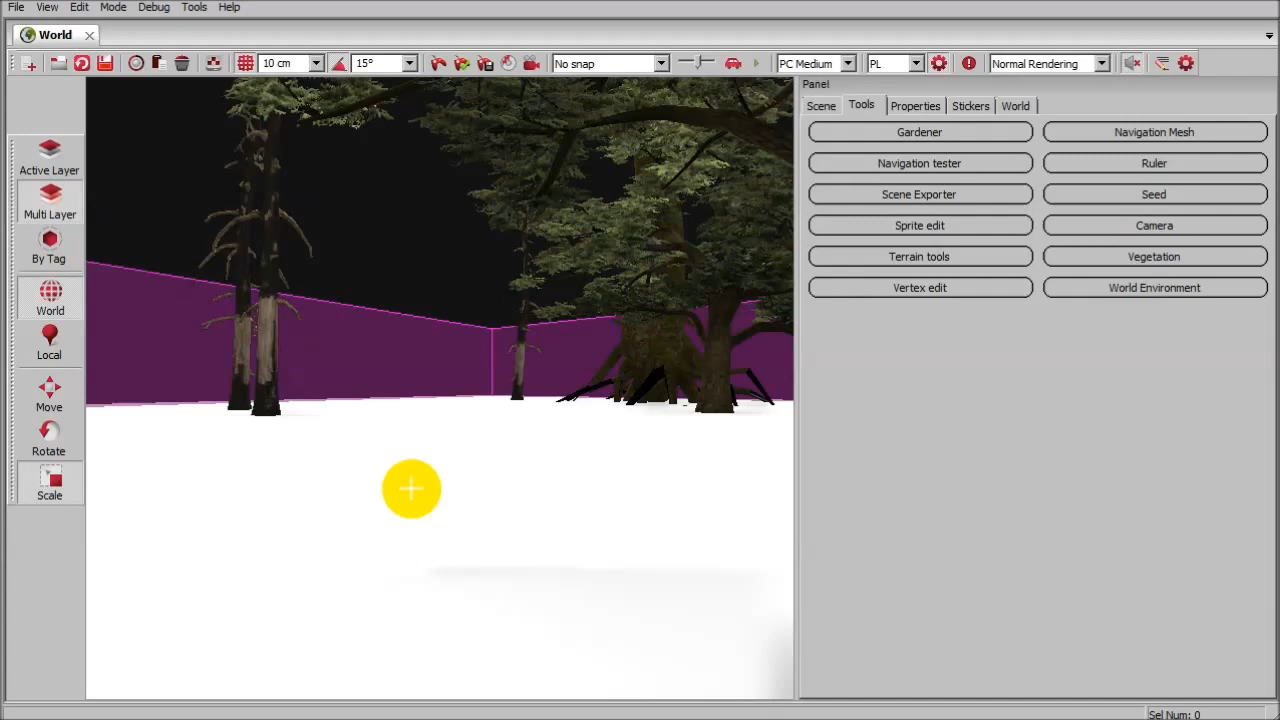 File View Edit Mode Debug Tools Help
World
10 cm 15° No snap PC Medium PL Normal Rendering
Panel
Scene Tools Properties Stickers World
Gardener Navigation Mesh
Navigation tester Ruler
Scene Exporter Seed
Sprite edit Camera
Terrain tools Vegetation
Vertex edit World Environment
Active Layer
Multi Layer
By Tag
World
Local
Move
Rotate
Scale
Sel Num: 0